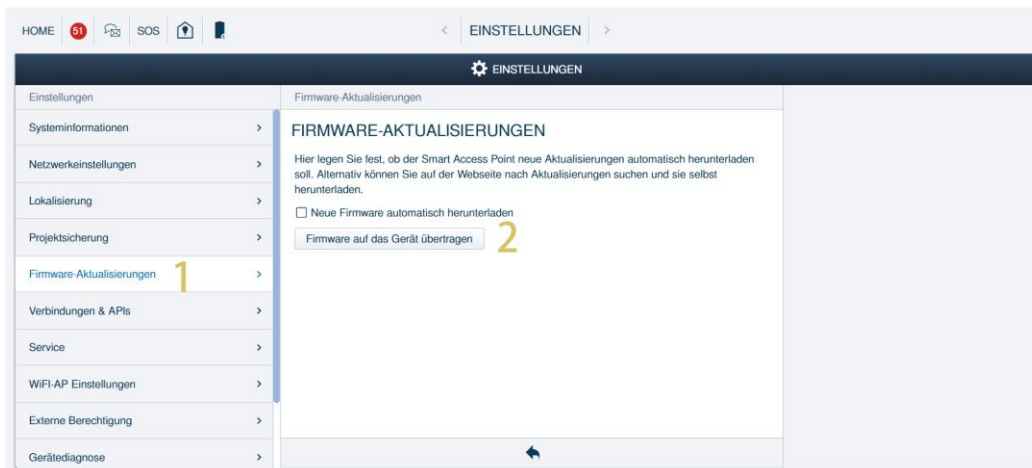 HOME 51 SOS EINSTELLUNGEN
EINSTELLUNGEN
Einstellungen
Systeminformationen
Netzwerkeinstellungen
Lokalisierung
Projektsicherung
Firmware-Aktualisierungen 1
Verbindungen & APIs
Service
WiFI-AP Einstellungen
Externe Berechtigung
Gerätediagnose
Firmware-Aktualisierungen
FIRMWARE-AKTUALISIERUNGEN
Hier legen Sie fest, ob der Smart Access Point neue Aktualisierungen automatisch herunterladen
soll. Alternativ können Sie auf der Webseite nach Aktualisierungen suchen und sie selbst
herunterladen.
Neue Firmware automatisch herunterladen
Firmware auf das Gerät übertragen 2